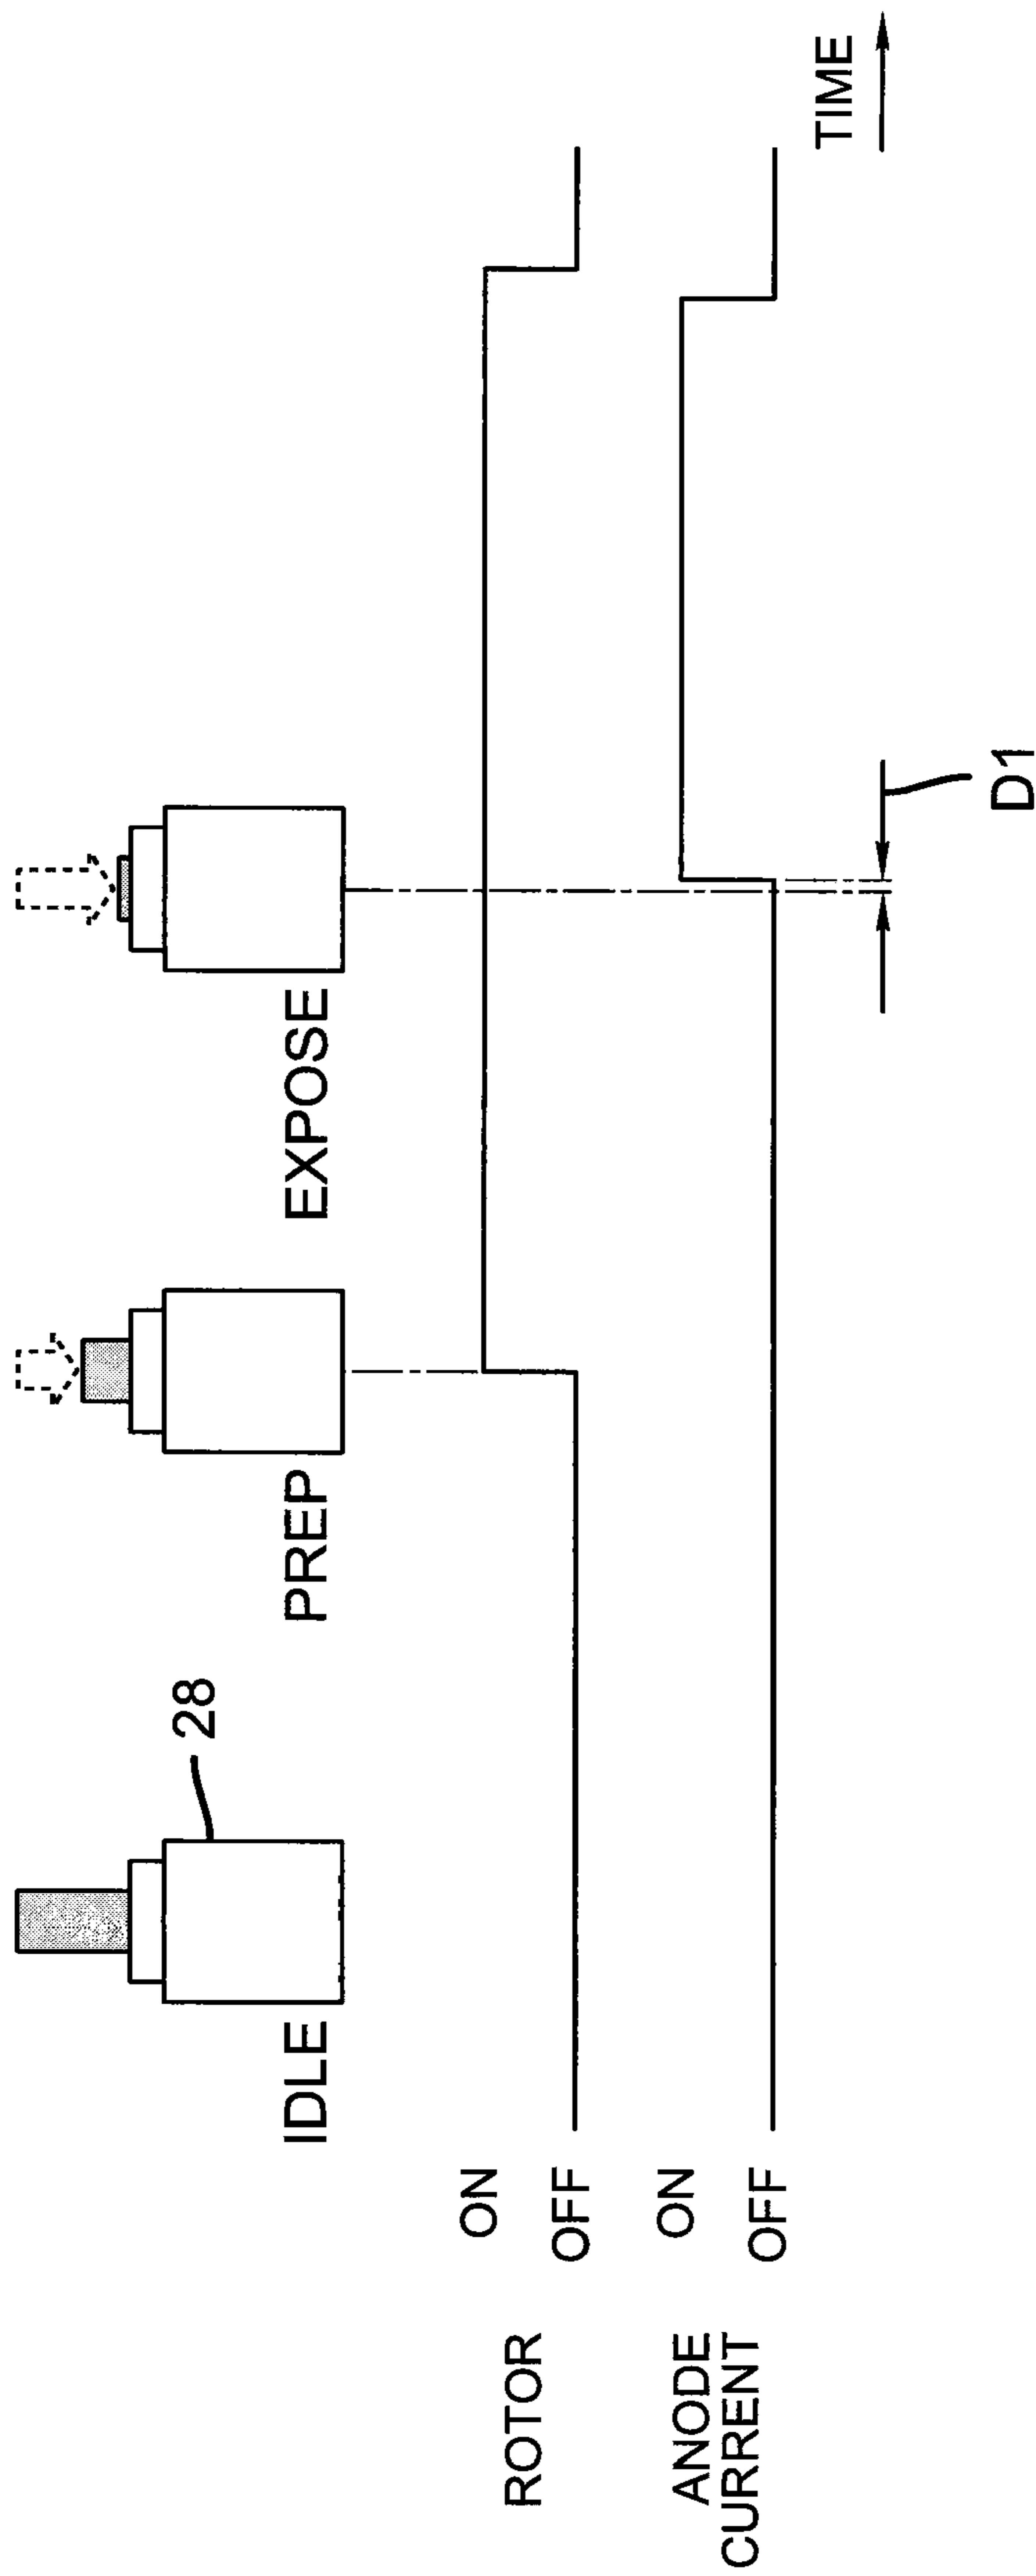 28
IDLE
PREP
EXPOSE
ROTOR
ON
OFF
ANODE
CURRENT
ON
OFF
TIME
D1